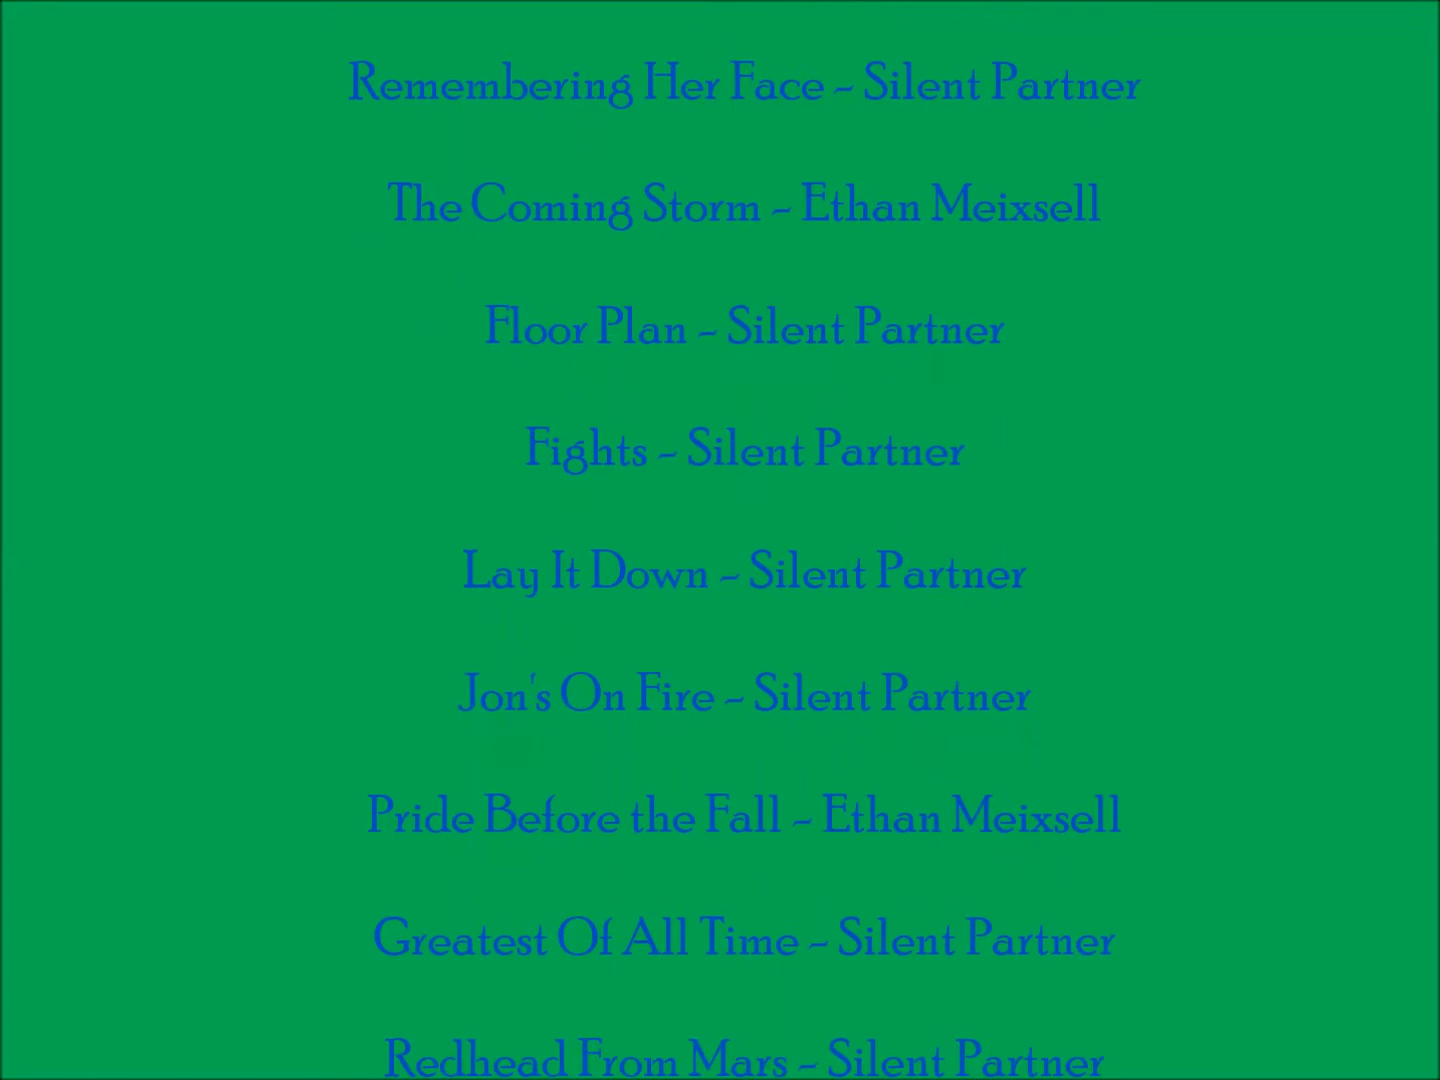 Remembering Her Face - Silent Partner
The Coming Storm - Ethan Meixsell
Floor Plan - Silent Partner
Fights - Silent Partner
Lay It Down - Silent Partner
Jon's On Fire - Silent Partner
Pride Before the Fall - Ethan Meixsell
Greatest Of All Time - Silent Partner
Redhead From Mars - Silent Partner